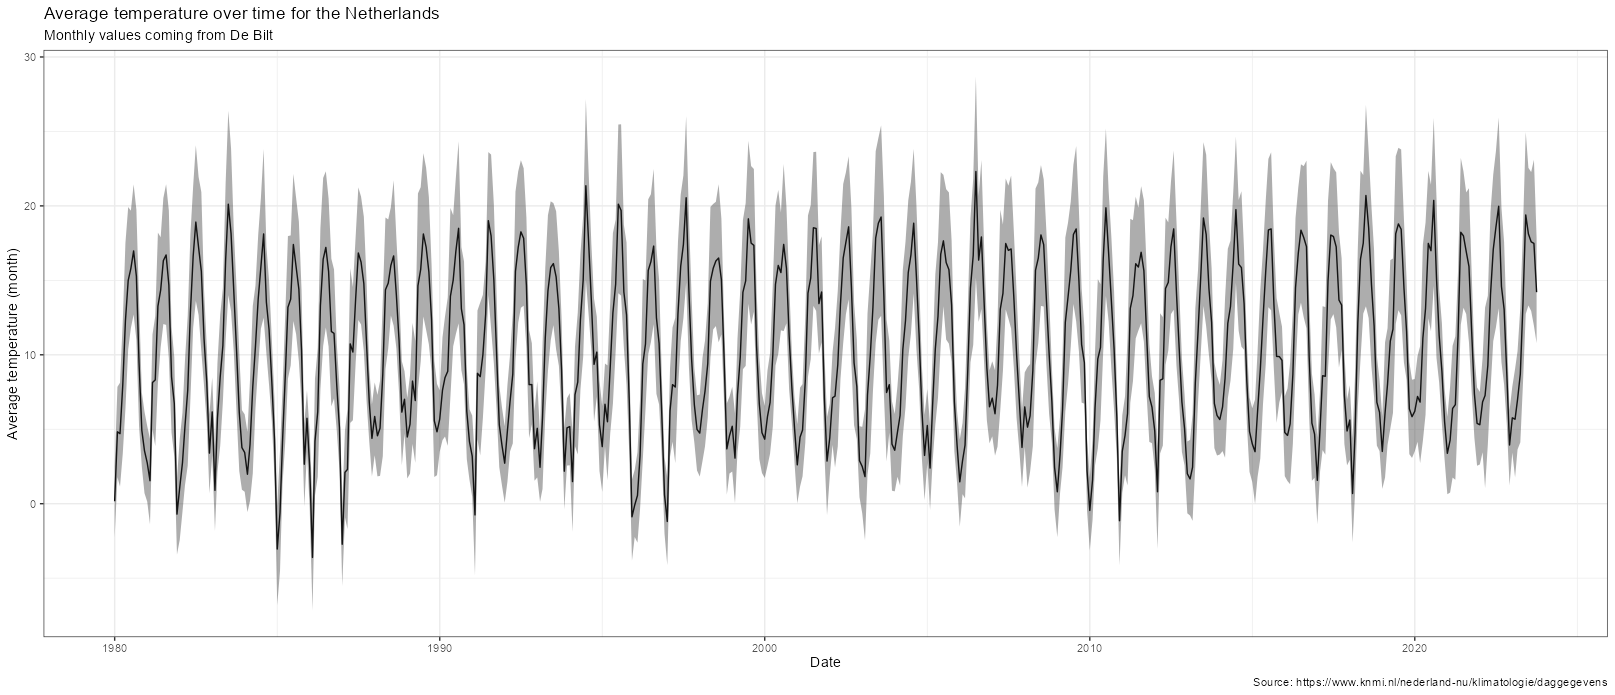 Average temperature over time for the Netherlands
Monthly values coming from De Bilt
Average temperature (month)
30
20
10
0
1980
1990
2000
2010
2020
Date
Source: https://www.knmi.nl/nederland-nu/klimatologie/daggegevens